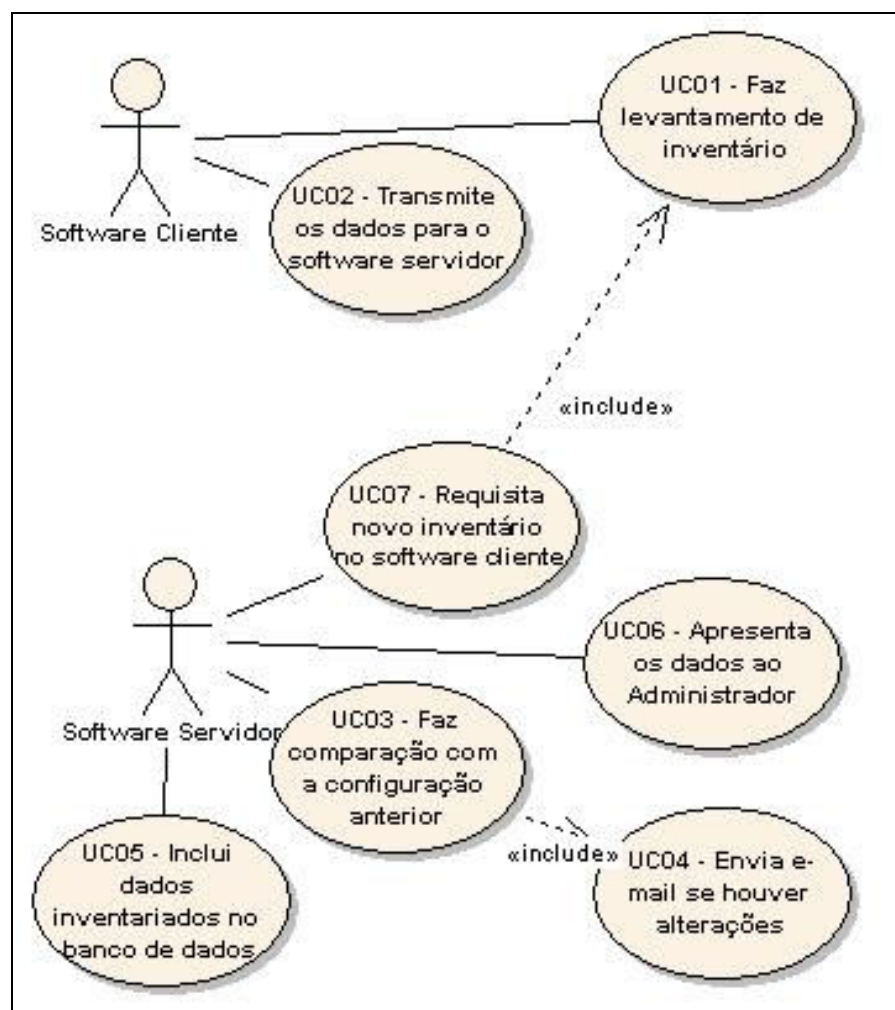 UC01 - Faz
levantamento de
inventário
UC02 - Transmite
os dados para o
software servidor
Software Cliente
«include»
UC07 - Requisita
novo inventário
no software cliente
UC06 - Apresenta
os dados ao
Administrador
Software Servidor
UC03 - Faz
comparação com
a configuração
anterior
«include»
UC04 - Envia e-
mail se houver
alterações
UC05 - Inclui
dados
inventariados no
banco de dados